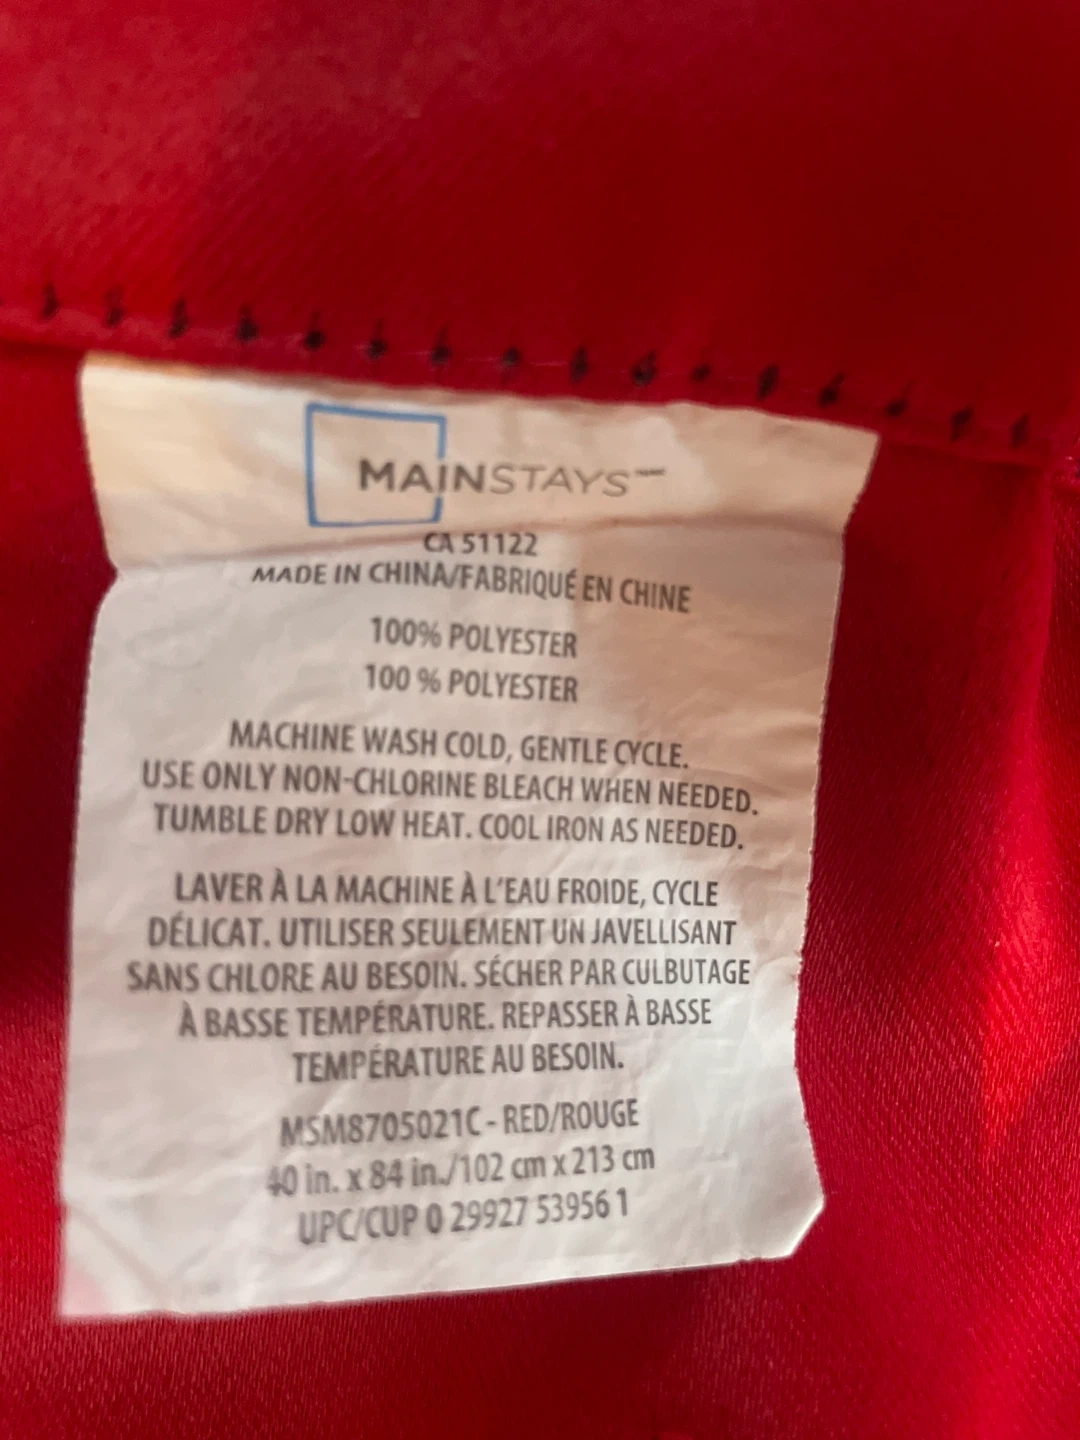 MAINSTAYS™
CA 51122
MADE IN CHINA/FABRIQUÉ EN CHINE
100% POLYESTER
100 % POLYESTER
MACHINE WASH COLD, GENTLE CYCLE.
USE ONLY NON-CHLORINE BLEACH WHEN NEEDED.
TUMBLE DRY LOW HEAT. COOL IRON AS NEEDED.
LAVER À LA MACHINE À L'EAU FROIDE, CYCLE
DÉLICAT. UTILISER SEULEMENT UN JAVELLISANT
SANS CHLORE AU BESOIN. SÉCHER PAR CULBUTAGE
À BASSE TEMPÉRATURE. REPASSER À BASSE
TEMPÉRATURE AU BESOIN.
MSM8705021C - RED/ROUGE
40 in. x 84 in./102 cm x 213 cm
UPC/CUP 0 29927 53956 1